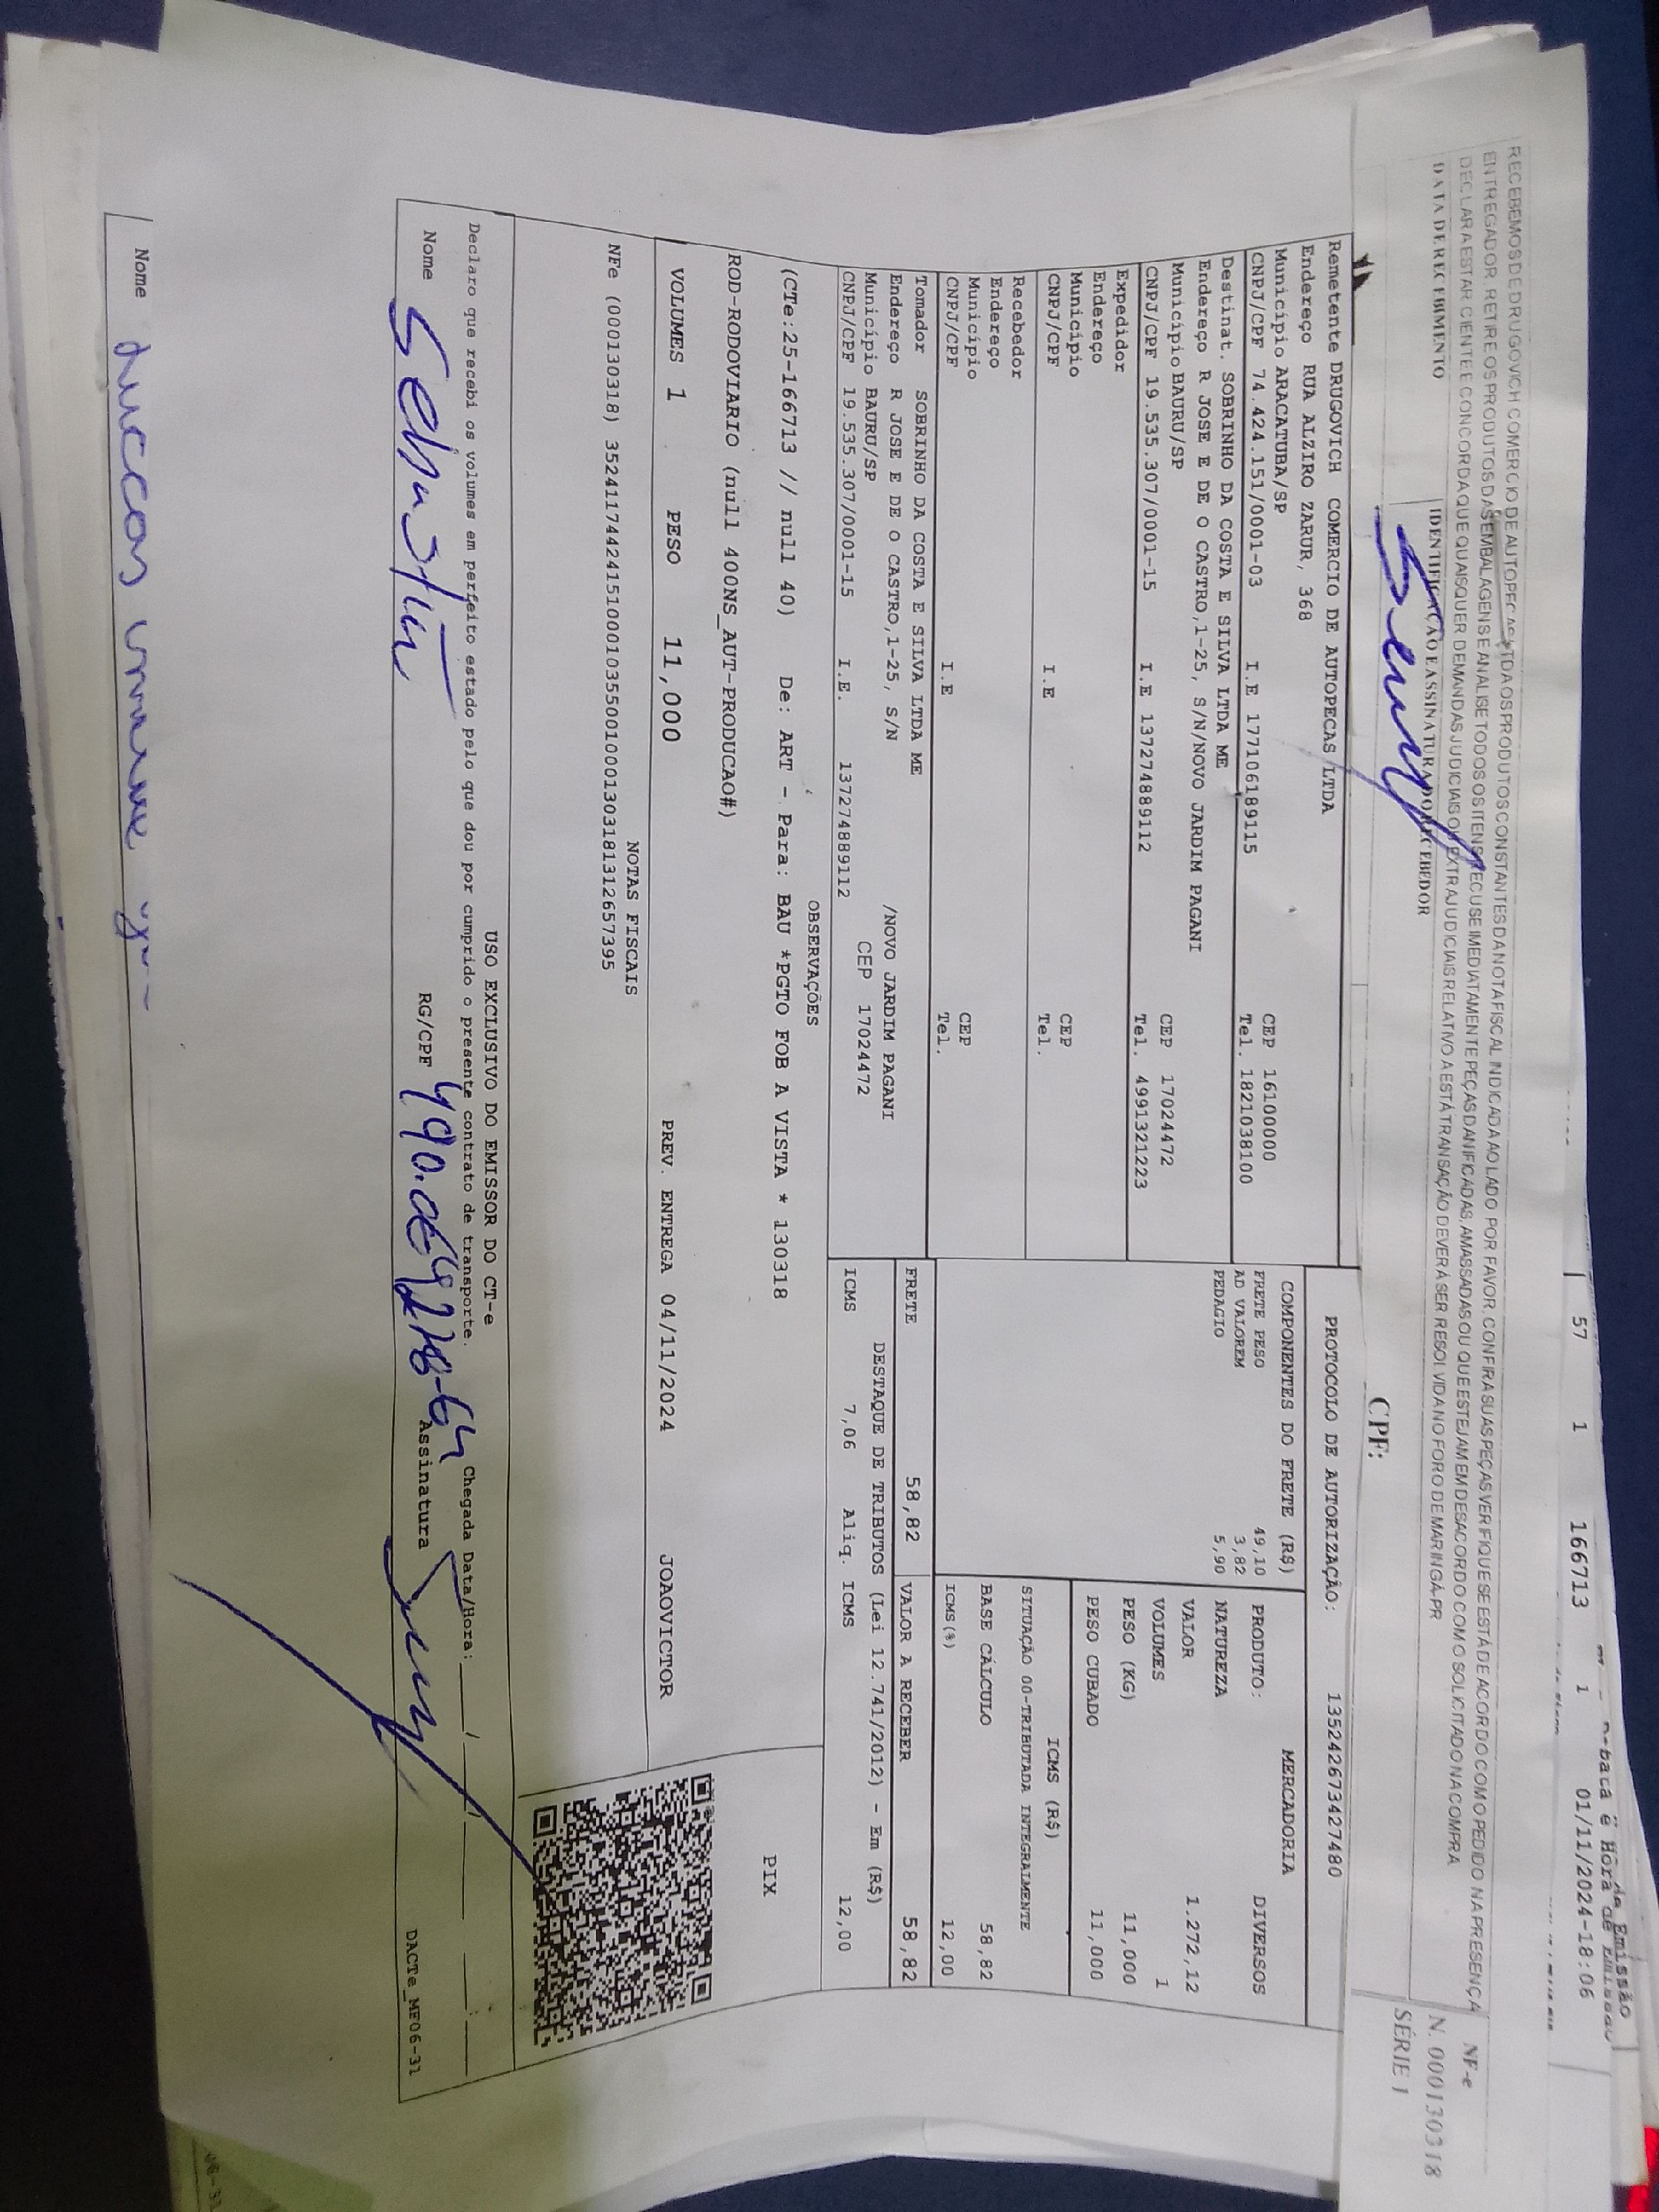 57 1 166713 1 01/11/2024-18:06
RECEBEMOS DE DRUGOVICH COMERCIO DE AUTOPECAS LTDA OS PRODUTOS CONSTANTES DA NOTA FISCAL INDICADA AO LADO. POR FAVOR, CONFIRA SUAS PEÇAS, VERIFIQUE SE ESTÁ DE ACORDO COM O PEDIDO NA PRESENÇA
ENTREGADOR, RETIRE OS PRODUTOS DAS EMBALAGENS E ANALISE TODOS OS ITENS, RECUSE IMEDIATAMENTE PEÇAS DANIFICADAS, AMASSADAS OU QUE ESTEJAM EM DESACORDO COM O SOLICITADO NA COMPRA
DECLARA ESTAR CIENTE E CONCORDA QUE QUAISQUER DEMANDAS JUDICIAIS OU EXTRAJUDICIAIS RELATIVO A ESTÁ TRANSAÇÃO DEVERÁ SER RESOLVIDA NO FORO DE MARINGÁ-PR
DATA DE RECEBIMENTO
IDENTIFICAÇÃO E ASSINATURA DO RECEBEDOR
CPF:
NF-e
N. 000130318
SÉRIE 1
Remetente DRUGOVICH COMERCIO DE AUTOPECAS LTDA
Endereço RUA ALZIRO ZARUR, 368
Município ARACATUBA/SP CEP 16100000
CNPJ/CPF 74.424.151/0001-03 I.E 177106189115 Tel. 1821038100
Destinat. SOBRINHO DA COSTA E SILVA LTDA ME
Endereço R JOSE E DE O CASTRO,1-25, S/N/NOVO JARDIM PAGANI
Município BAURU/SP CEP 17024472
CNPJ/CPF 19.535.307/0001-15 I.E 137274889112 Tel. 4991321223
Expedidor
Endereço
Município CEP
CNPJ/CPF I.E Tel.
Recebedor
Endereço
Município CEP
CNPJ/CPF I.E Tel.
Tomador SOBRINHO DA COSTA E SILVA LTDA ME
Endereço R JOSE E DE O CASTRO,1-25, S/N /NOVO JARDIM PAGANI
Município BAURU/SP CEP 17024472
CNPJ/CPF 19.535.307/0001-15 I.E. 137274889112
PROTOCOLO DE AUTORIZAÇÃO: 135242673427480
COMPONENTES DO FRETE (R$)
FRETE PESO 49,10
AD VALOREM 3,82
PEDAGIO 5,90
MERCADORIA
PRODUTO: DIVERSOS
NATUREZA
VALOR 1.272,12
VOLUMES 1
PESO (KG) 11,000
PESO CUBADO 11,000
ICMS (R$)
SITUAÇÃO 00-TRIBUTADA INTEGRALMENTE
BASE CÁLCULO 58,82
ICMS(%) 12,00
FRETE 58,82 VALOR A RECEBER 58,82
DESTAQUE DE TRIBUTOS (Lei 12.741/2012) - Em (R$)
ICMS 7,06 Aliq. ICMS 12,00
OBSERVAÇÕES
(CTe:25-166713 // null 40) De: ART - Para: BAU *PGTO FOB A VISTA * 130318
ROD-RODOVIARIO (null 400NS_AUT-PRODUCAO#)
PIX
VOLUMES 1 PESO 11,000 PREV. ENTREGA 04/11/2024 JOAOVICTOR
NOTAS FISCAIS
NFe (000130318) 35241174424151000103550010001303181312657395
USO EXCLUSIVO DO EMISSOR DO CT-e
Declaro que recebi os volumes em perfeito estado pelo que dou por cumprido o presente contrato de transporte. Chegada Data/Hora:
Nome RG/CPF Assinatura
DACTe_MF06-31
Nome